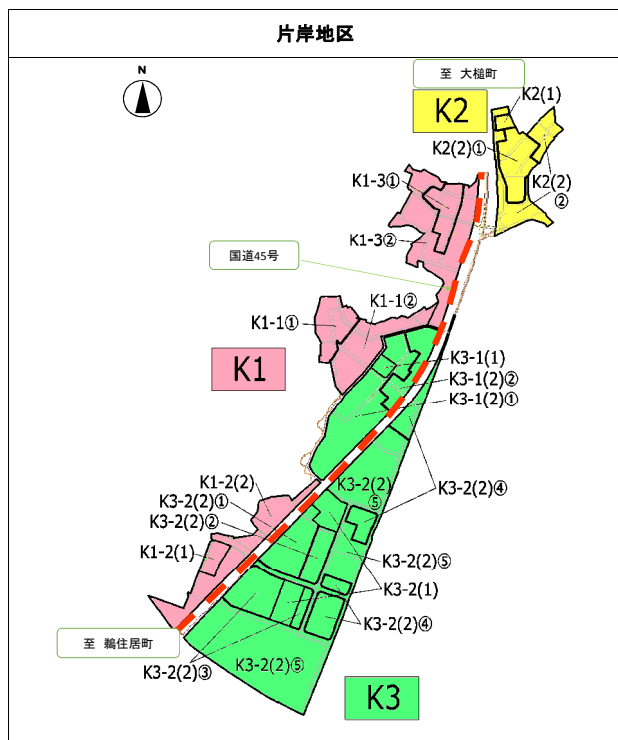 片岸地区
N
至 大槌町
K2
K2(1)
K2(2)①
K2(2)
②
K1-3①
K1-3②
国道45号
K1-1②
K1-1①
K1
K3-1(1)
K3-1(2)②
K3-1(2)①
K1-2(2)
K3-2(2)
⑤
K3-2(2)④
K3-2(2)①
K3-2(2)②
K1-2(1)
K3-2(2)⑤
K3-2(1)
K3-2(2)④
至 鵜住居町
K3-2(2)③
K3-2(2)⑤
K3